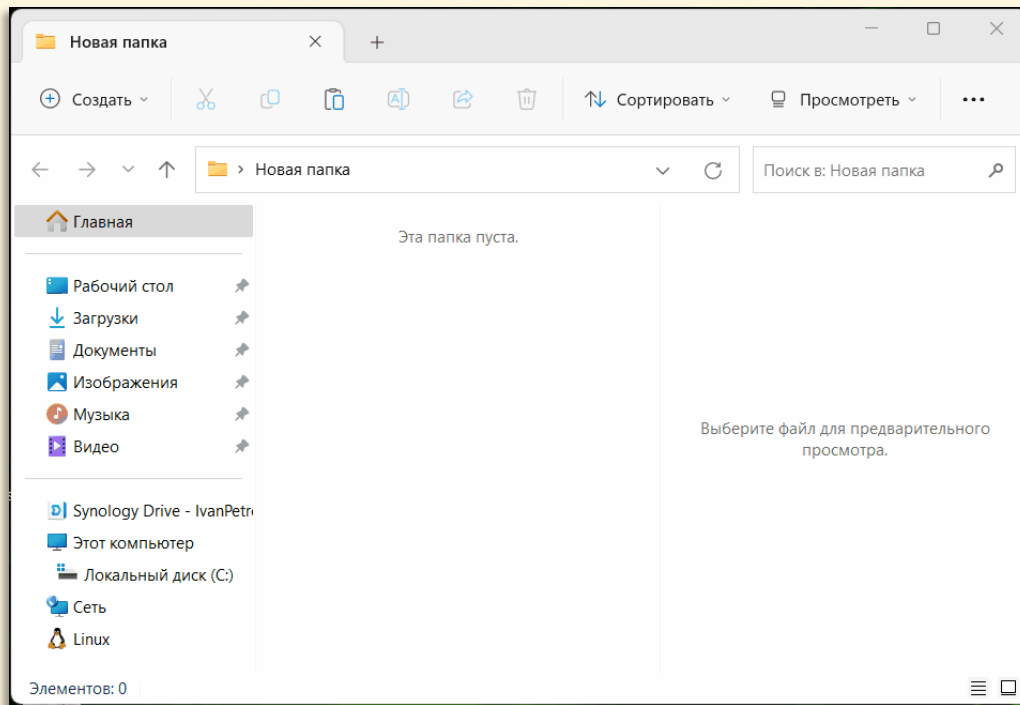 Новая папка
Создать
Сортировать
Просмотреть
Новая папка
Поиск в: Новая папка
Главная
Эта папка пуста.
Рабочий стол
Загрузки
Документы
Изображения
Музыка
Видео
Выберите файл для предварительного
просмотра.
Synology Drive - IvanPetr
Этот компьютер
Локальный диск (C:)
Сеть
Linux
Элементов: 0